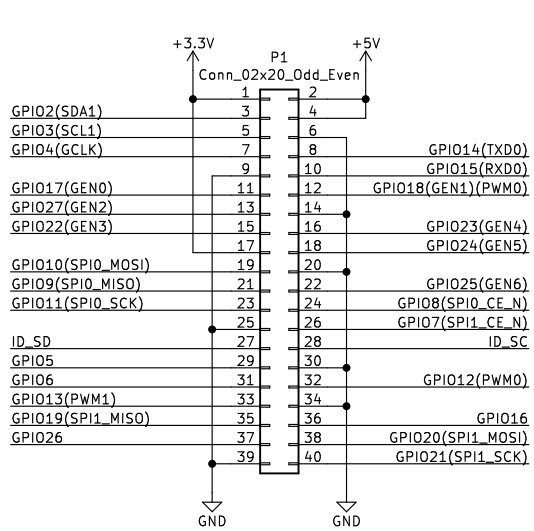 +3.3V +5V
P1
Conn_02x20_Odd_Even
1 2
GPIO2(SDA1) 3 4
GPIO3(SCL1) 5 6
GPIO4(GCLK) 7 8 GPIO14(TXD0)
9 10 GPIO15(RXD0)
GPIO17(GEN0) 11 12 GPIO18(GEN1)(PWM0)
GPIO27(GEN2) 13 14
GPIO22(GEN3) 15 16 GPIO23(GEN4)
17 18 GPIO24(GEN5)
GPIO10(SPI0_MOSI) 19 20
GPIO9(SPI0_MISO) 21 22 GPIO25(GEN6)
GPIO11(SPI0_SCK) 23 24 GPIO8(SPI0_CE_N)
25 26 GPIO7(SPI1_CE_N)
ID_SD 27 28 ID_SC
GPIO5 29 30
GPIO6 31 32 GPIO12(PWM0)
GPIO13(PWM1) 33 34
GPIO19(SPI1_MISO) 35 36 GPIO16
GPIO26 37 38 GPIO20(SPI1_MOSI)
39 40 GPIO21(SPI1_SCK)
GND GND